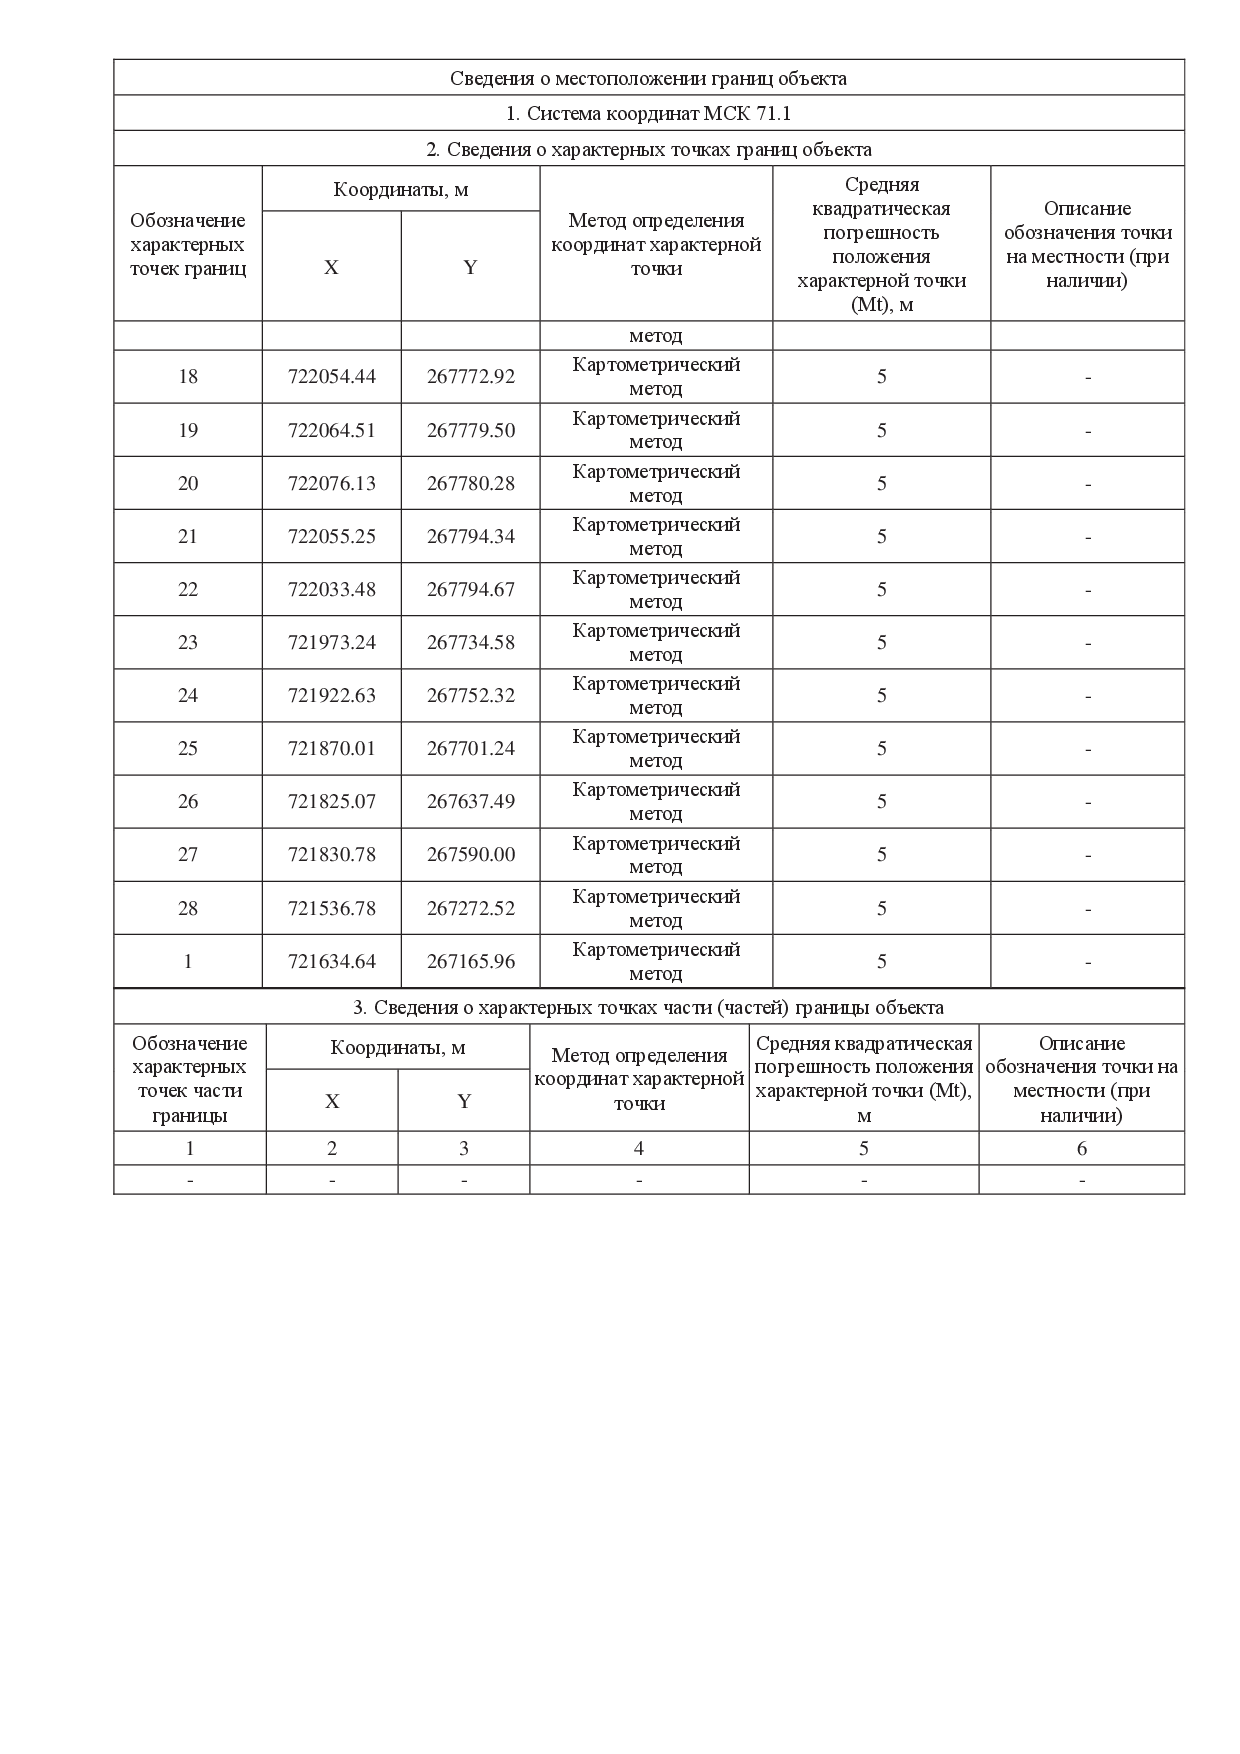 Сведения о местоположении границ объекта
1. Система координат МСК 71.1
2. Сведения о характерных точках границ объекта
Обозначение
характерных
точек границ
Координаты, м
X
Y
Метод определения
координат характерной
точки
Средняя
квадратическая
погрешность
положения
характерной точки
(Mt), м
Описание
обозначения точки
на местности (при
наличии)
метод
18 722054.44 267772.92 Картометрический
метод 5 -
19 722064.51 267779.50 Картометрический
метод 5 -
20 722076.13 267780.28 Картометрический
метод 5 -
21 722055.25 267794.34 Картометрический
метод 5 -
22 722033.48 267794.67 Картометрический
метод 5 -
23 721973.24 267734.58 Картометрический
метод 5 -
24 721922.63 267752.32 Картометрический
метод 5 -
25 721870.01 267701.24 Картометрический
метод 5 -
26 721825.07 267637.49 Картометрический
метод 5 -
27 721830.78 267590.00 Картометрический
метод 5 -
28 721536.78 267272.52 Картометрический
метод 5 -
1 721634.64 267165.96 Картометрический
метод 5 -
3. Сведения о характерных точках части (частей) границы объекта
Обозначение
характерных
точек части
границы
Координаты, м
X
Y
Метод определения
координат характерной
точки
Средняя квадратическая
погрешность положения
характерной точки (Mt),
м
Описание
обозначения точки на
местности (при
наличии)
1 2 3 4 5 6
- - - - - -